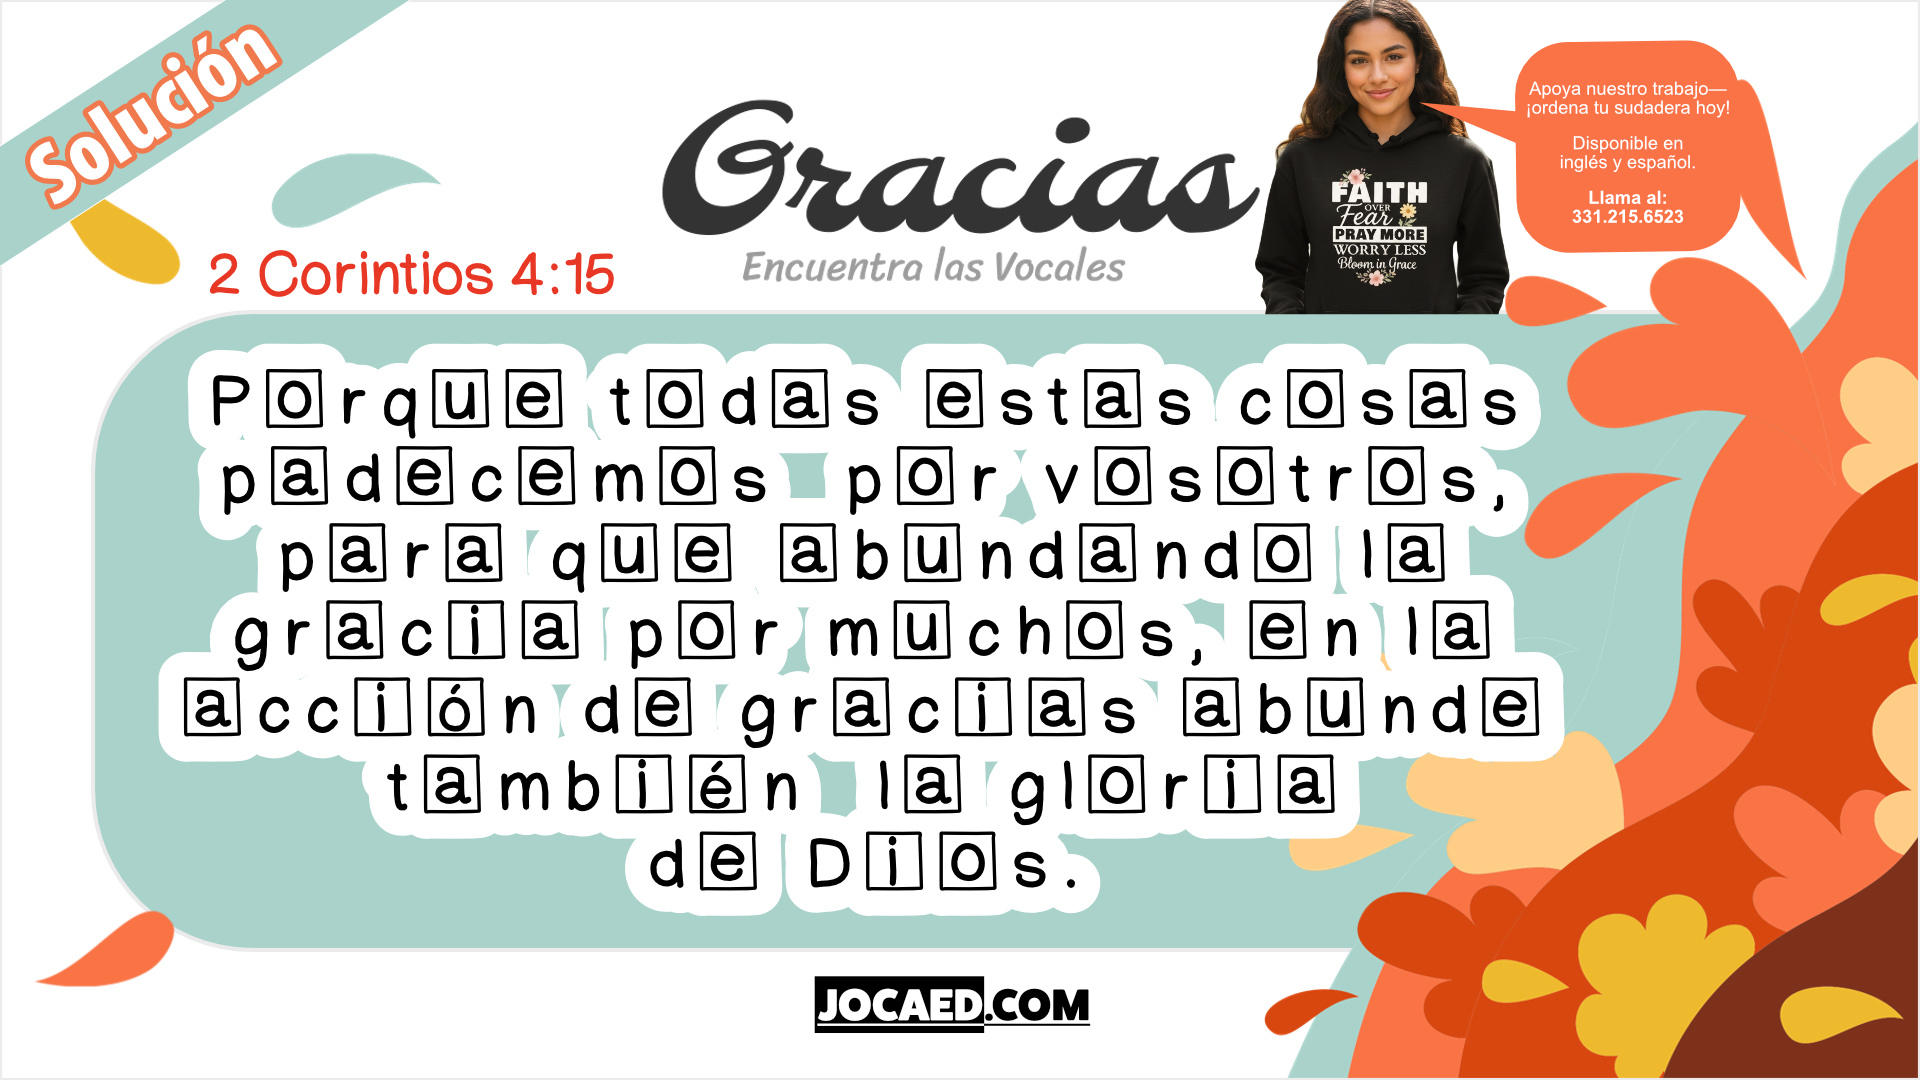 Solución
Gracias
Encuentra las Vocales
2 Corintios 4:15
Apoya nuestro trabajo—
¡ordena tu sudadera hoy!
Disponible en
inglés y español.
Llama al:
331.215.6523
FAITH
OVER
Fear
PRAY MORE
WORRY LESS
Bloom in Grace
Porque todas estas cosas
padecemos por vosotros,
para que abundando la
gracia por muchos, en la
acción de gracias abunde
también la gloria
de Dios.
JOCAED.COM